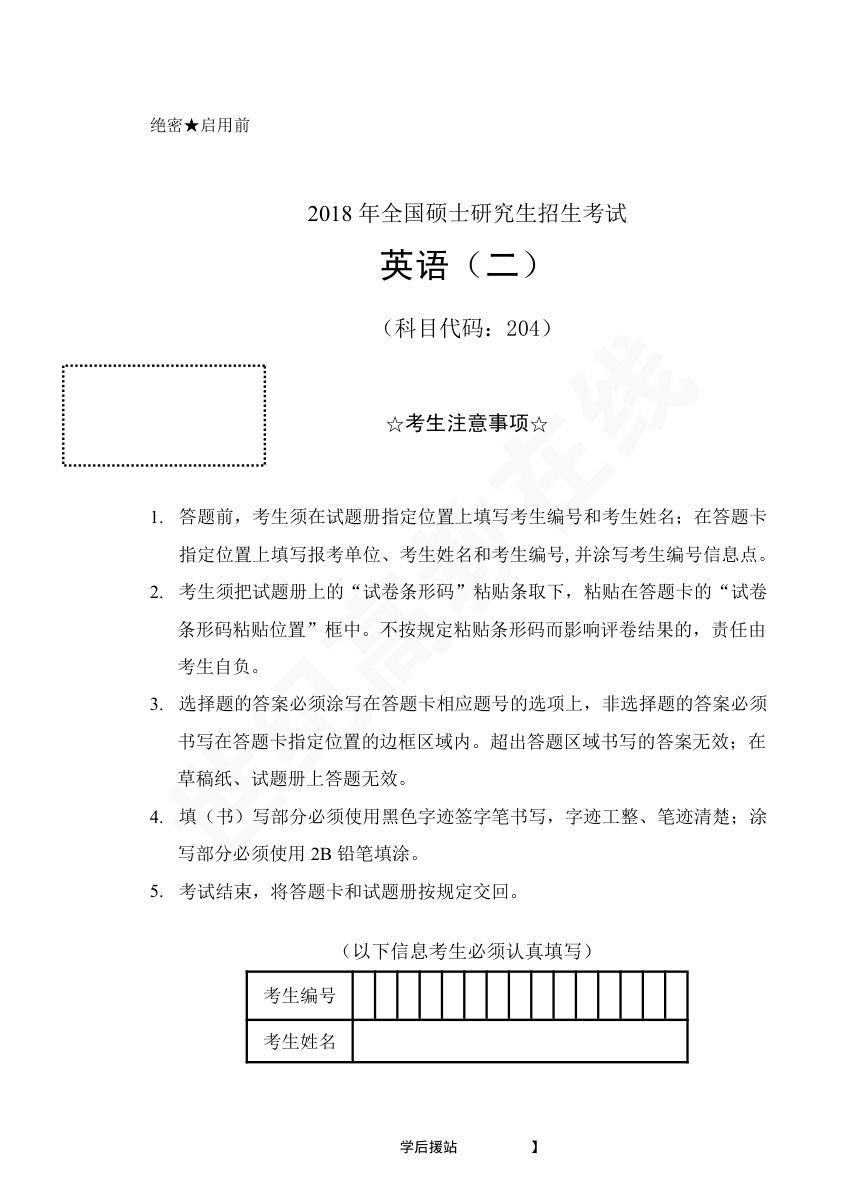 绝密★启用前
2018 年全国硕士研究生招生考试
英语（二）
（科目代码：204）
☆考生注意事项☆
1. 答题前，考生须在试题册指定位置上填写考生编号和考生姓名；在答题卡
指定位置上填写报考单位、考生姓名和考生编号,并涂写考生编号信息点。
2. 考生须把试题册上的“试卷条形码”粘贴条取下，粘贴在答题卡的“试卷
条形码粘贴位置”框中。不按规定粘贴条形码而影响评卷结果的，责任由
考生自负。
3. 选择题的答案必须涂写在答题卡相应题号的选项上，非选择题的答案必须
书写在答题卡指定位置的边框区域内。超出答题区域书写的答案无效；在
草稿纸、试题册上答题无效。
4. 填（书）写部分必须使用黑色字迹签字笔书写，字迹工整、笔迹清楚；涂
写部分必须使用 2B 铅笔填涂。
5. 考试结束，将答题卡和试题册按规定交回。
（以下信息考生必须认真填写）
考生编号
考生姓名
学后援站 】
世纪高教在线